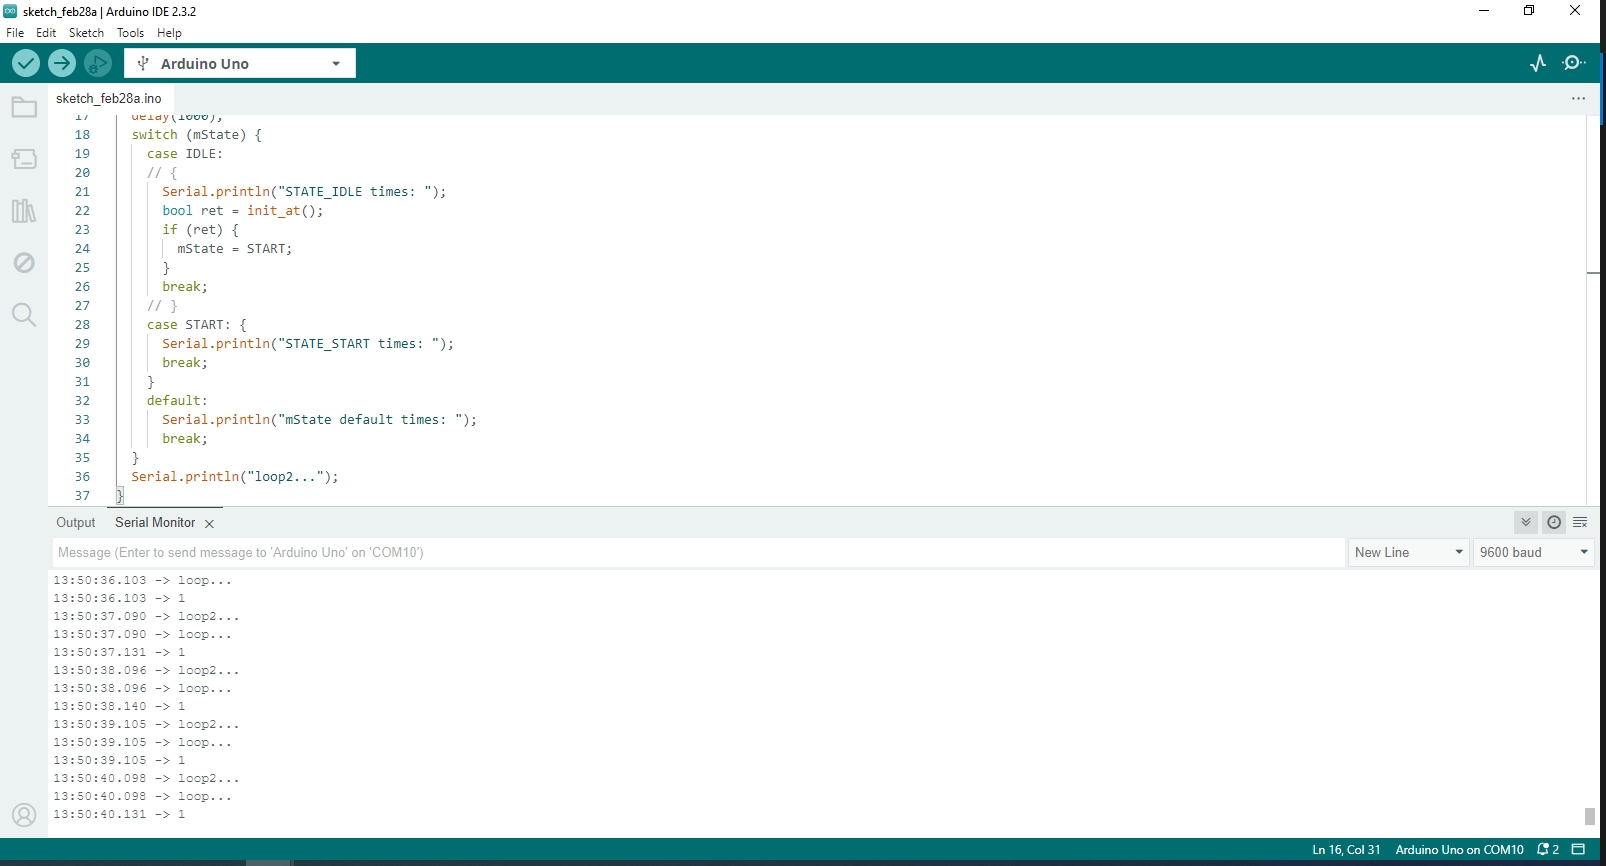 sketch_feb28a | Arduino IDE 2.3.2
File Edit Sketch Tools Help
Arduino Uno
sketch_feb28a.ino
17 delay(1000);
18 switch (mState) {
19 case IDLE:
20 // {
21 Serial.println("STATE_IDLE times: ");
22 bool ret = init_at();
23 if (ret) {
24 mState = START;
25 }
26 break;
27 // }
28 case START: {
29 Serial.println("STATE_START times: ");
30 break;
31 }
32 default:
33 Serial.println("mState default times: ");
34 break;
35 }
36 Serial.println("loop2...");
37 }
Output Serial Monitor
Message (Enter to send message to 'Arduino Uno' on 'COM10') New Line 9600 baud
13:50:36.103 -> loop...
13:50:36.103 -> 1
13:50:37.090 -> loop2...
13:50:37.090 -> loop...
13:50:37.131 -> 1
13:50:38.096 -> loop2...
13:50:38.096 -> loop...
13:50:38.140 -> 1
13:50:39.105 -> loop2...
13:50:39.105 -> loop...
13:50:39.105 -> 1
13:50:40.098 -> loop2...
13:50:40.098 -> loop...
13:50:40.131 -> 1
Ln 16, Col 31 Arduino Uno on COM10 2